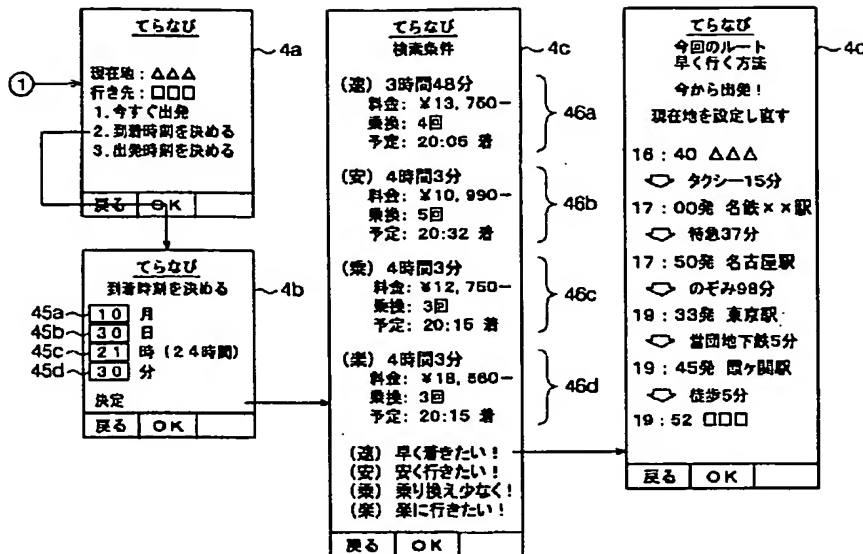 てらなび
4a
①
現在地：△△△
行き先：□□□
1. 今すぐ出発
2. 到着時刻を決める
3. 出発時刻を決める
戻る OK
てらなび
4b
到着時刻を決める
45a 10 月
45b 30 日
45c 21 時 (24時間)
45d 30 分
決定
戻る OK
てらなび
4c
検索条件
(速) 3時間48分
料金: ¥13,750−
乗換: 4回
予定: 20:06 着
46a
(安) 4時間3分
料金: ¥10,990−
乗換: 5回
予定: 20:32 着
46b
(乗) 4時間3分
料金: ¥12,750−
乗換: 3回
予定: 20:15 着
46c
(楽) 4時間3分
料金: ¥18,560−
乗換: 3回
予定: 20:15 着
46d
(速) 早く着きたい！
(安) 安く行きたい！
(乗) 乗り換え少なく！
(楽) 楽に行きたい！
戻る OK
てらなび
4d
今回のルート
早く行く方法
今から出発！
現在地を設定し直す
16：40 △△△
タクシー15分
17：00発 名鉄××駅
特急37分
17：50発 名古屋駅
のぞみ98分
19：33発 東京駅
営団地下鉄5分
19：45発 霞ヶ関駅
徒歩5分
19：52 □□□
戻る OK